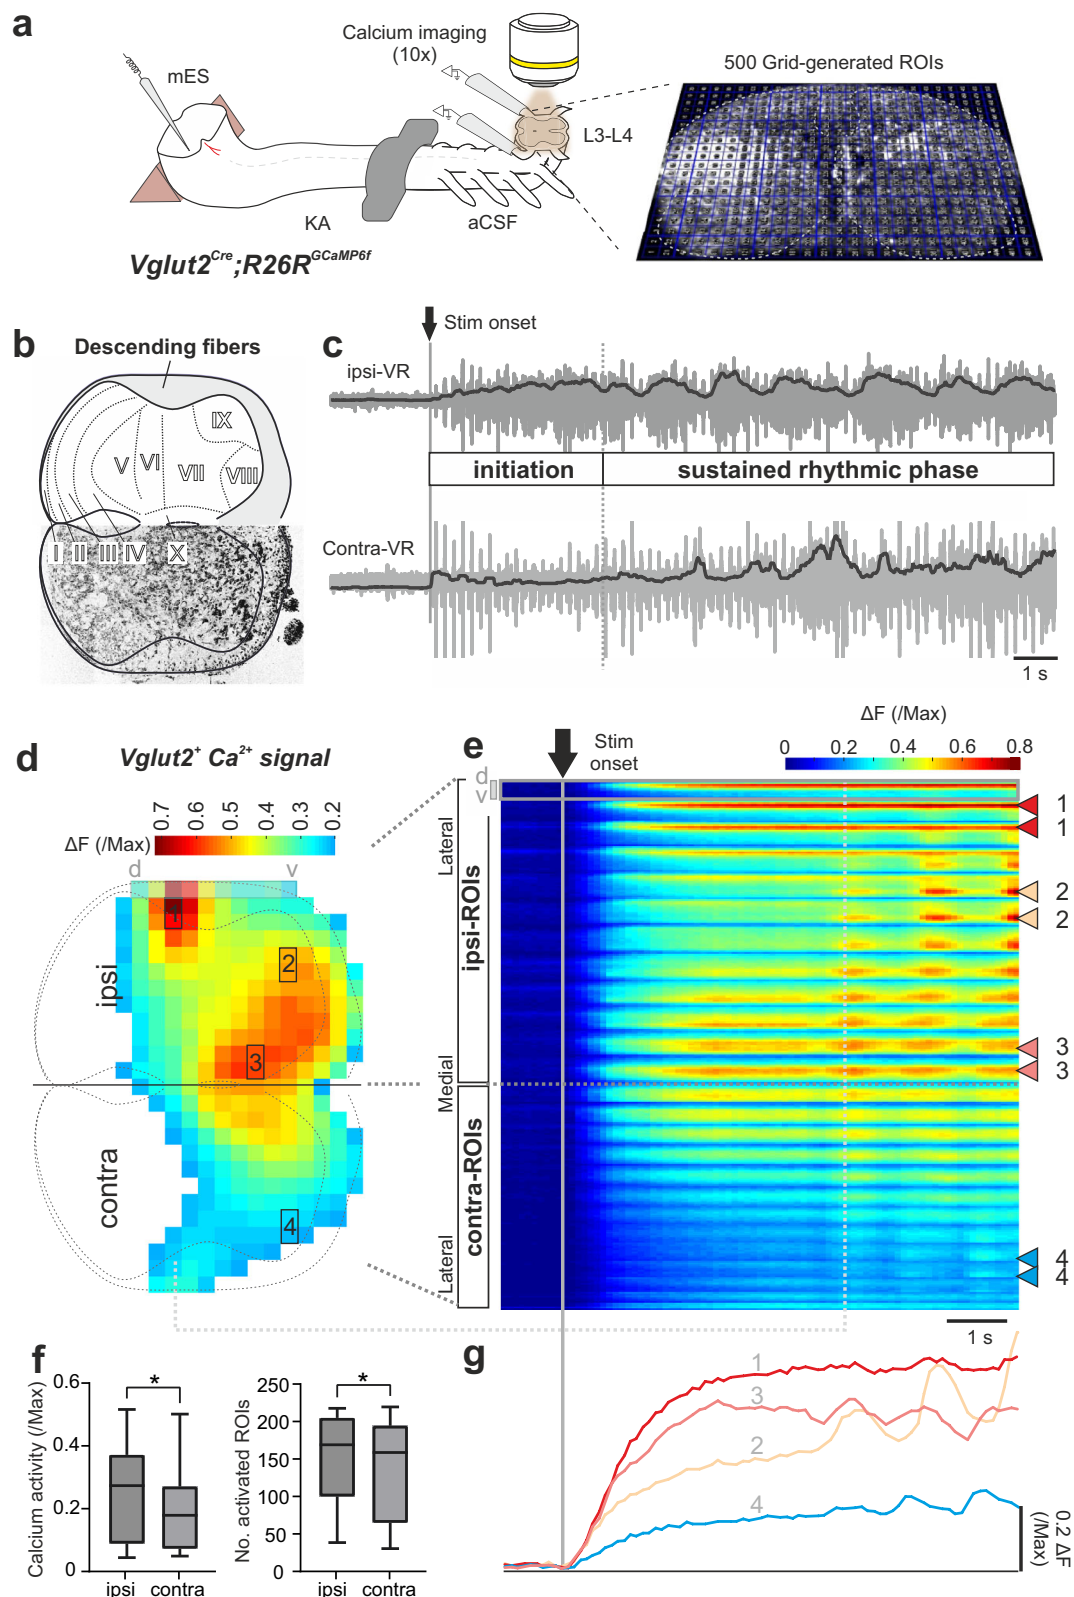 a
mES
Calcium imaging
(10x)
500 Grid-generated ROIs
L3-L4
KA
aCSF
Vglut2Cre;R26RGCaMP6f
b
Descending fibers
IX
V
VI
VII
VIII
I
II
III
IV
X
c
Stim onset
ipsi-VR
initiation
sustained rhythmic phase
Contra-VR
1 s
d
Vglut2+ Ca2+ signal
ΔF (/Max)
0.7
0.6
0.5
0.4
0.3
0.2
d
v
1
2
3
4
ipsi
contra
e
Stim
onset
ΔF (/Max)
0
0.2
0.4
0.6
0.8
d
v
Lateral
ipsi-ROIs
Medial
contra-ROIs
Lateral
1
1
2
2
3
3
4
4
1 s
f
Calcium activity (/Max)
0.6
0.4
0.2
0
*
ipsi
contra
No. activated ROIs
250
200
150
100
50
0
*
ipsi
contra
g
1
3
2
4
0.2 ΔF
(/Max)